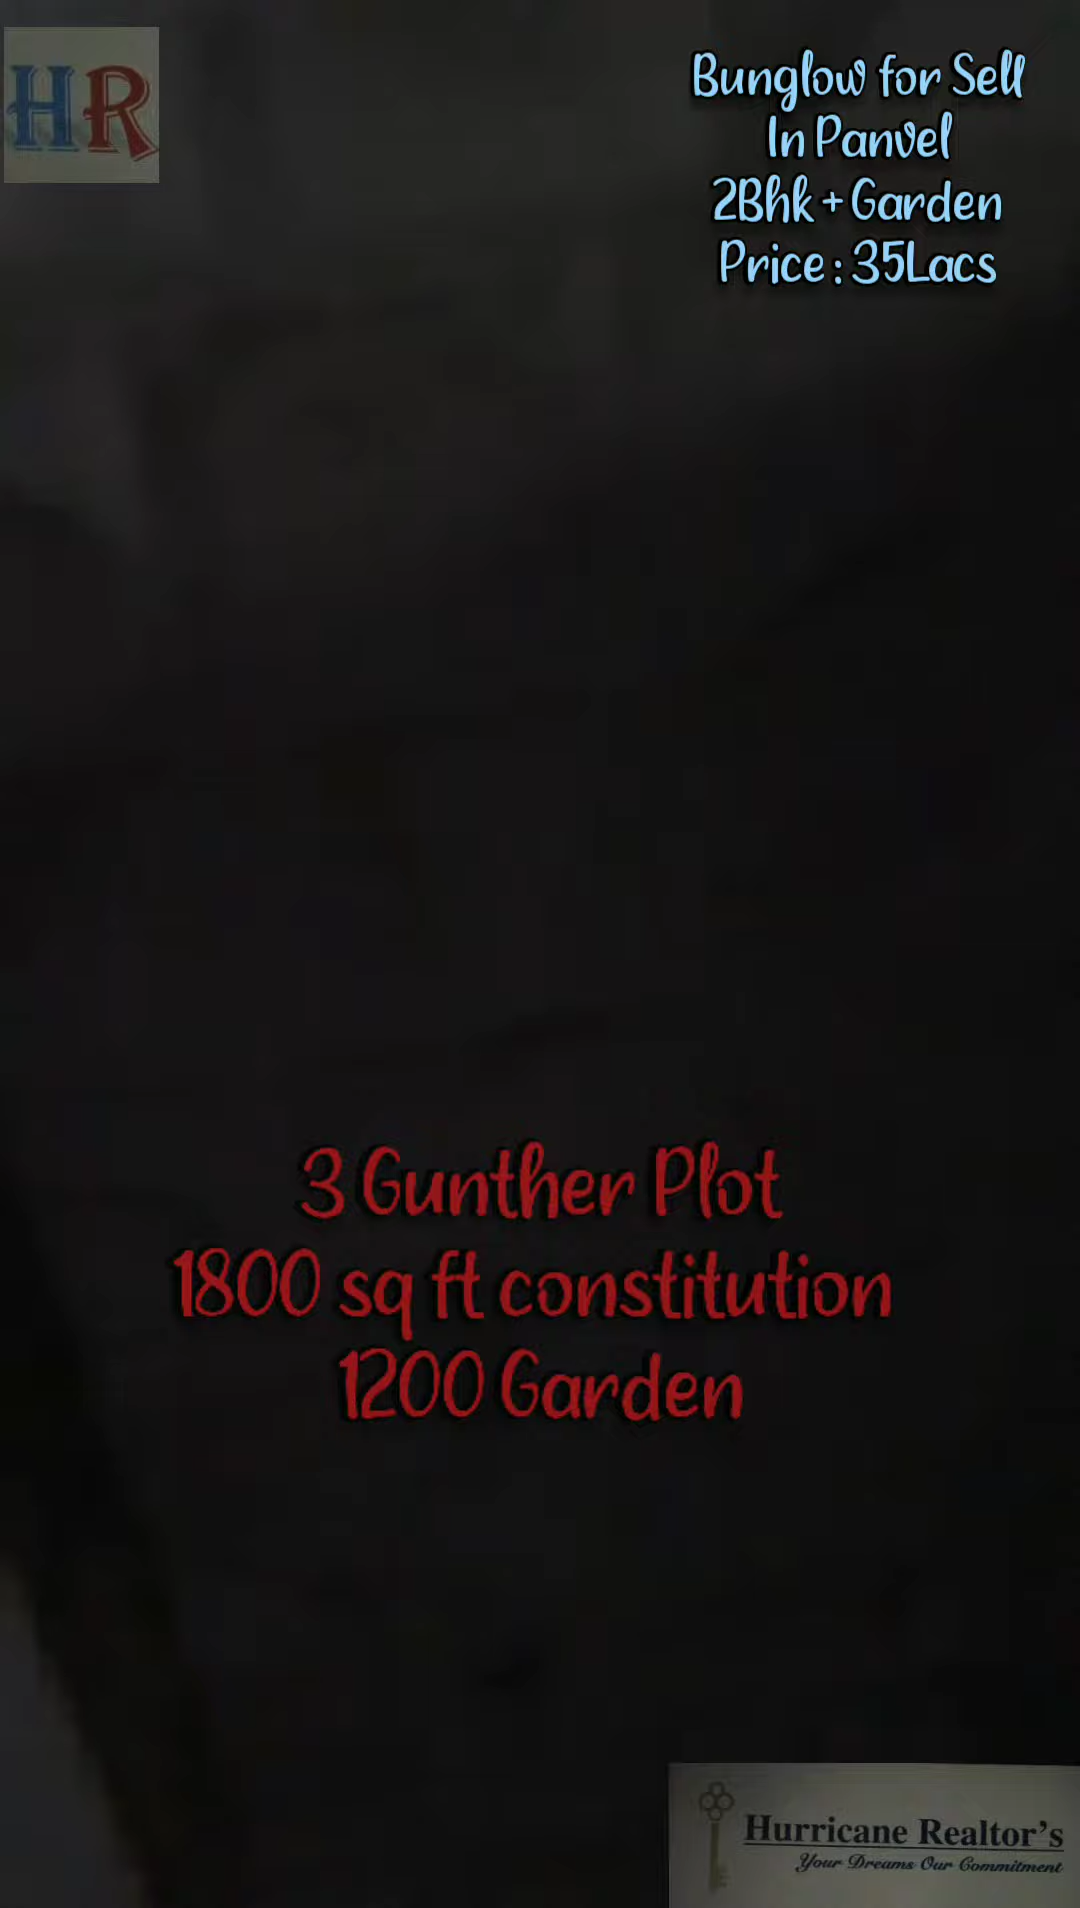 HR
Bunglow for Sell
In Panvel
2Bhk + Garden
Price : 35Lacs
3 Gunther Plot
1800 sq ft constitution
1200 Garden
Hurricane Realtor's
Your Dreams Our Commitment